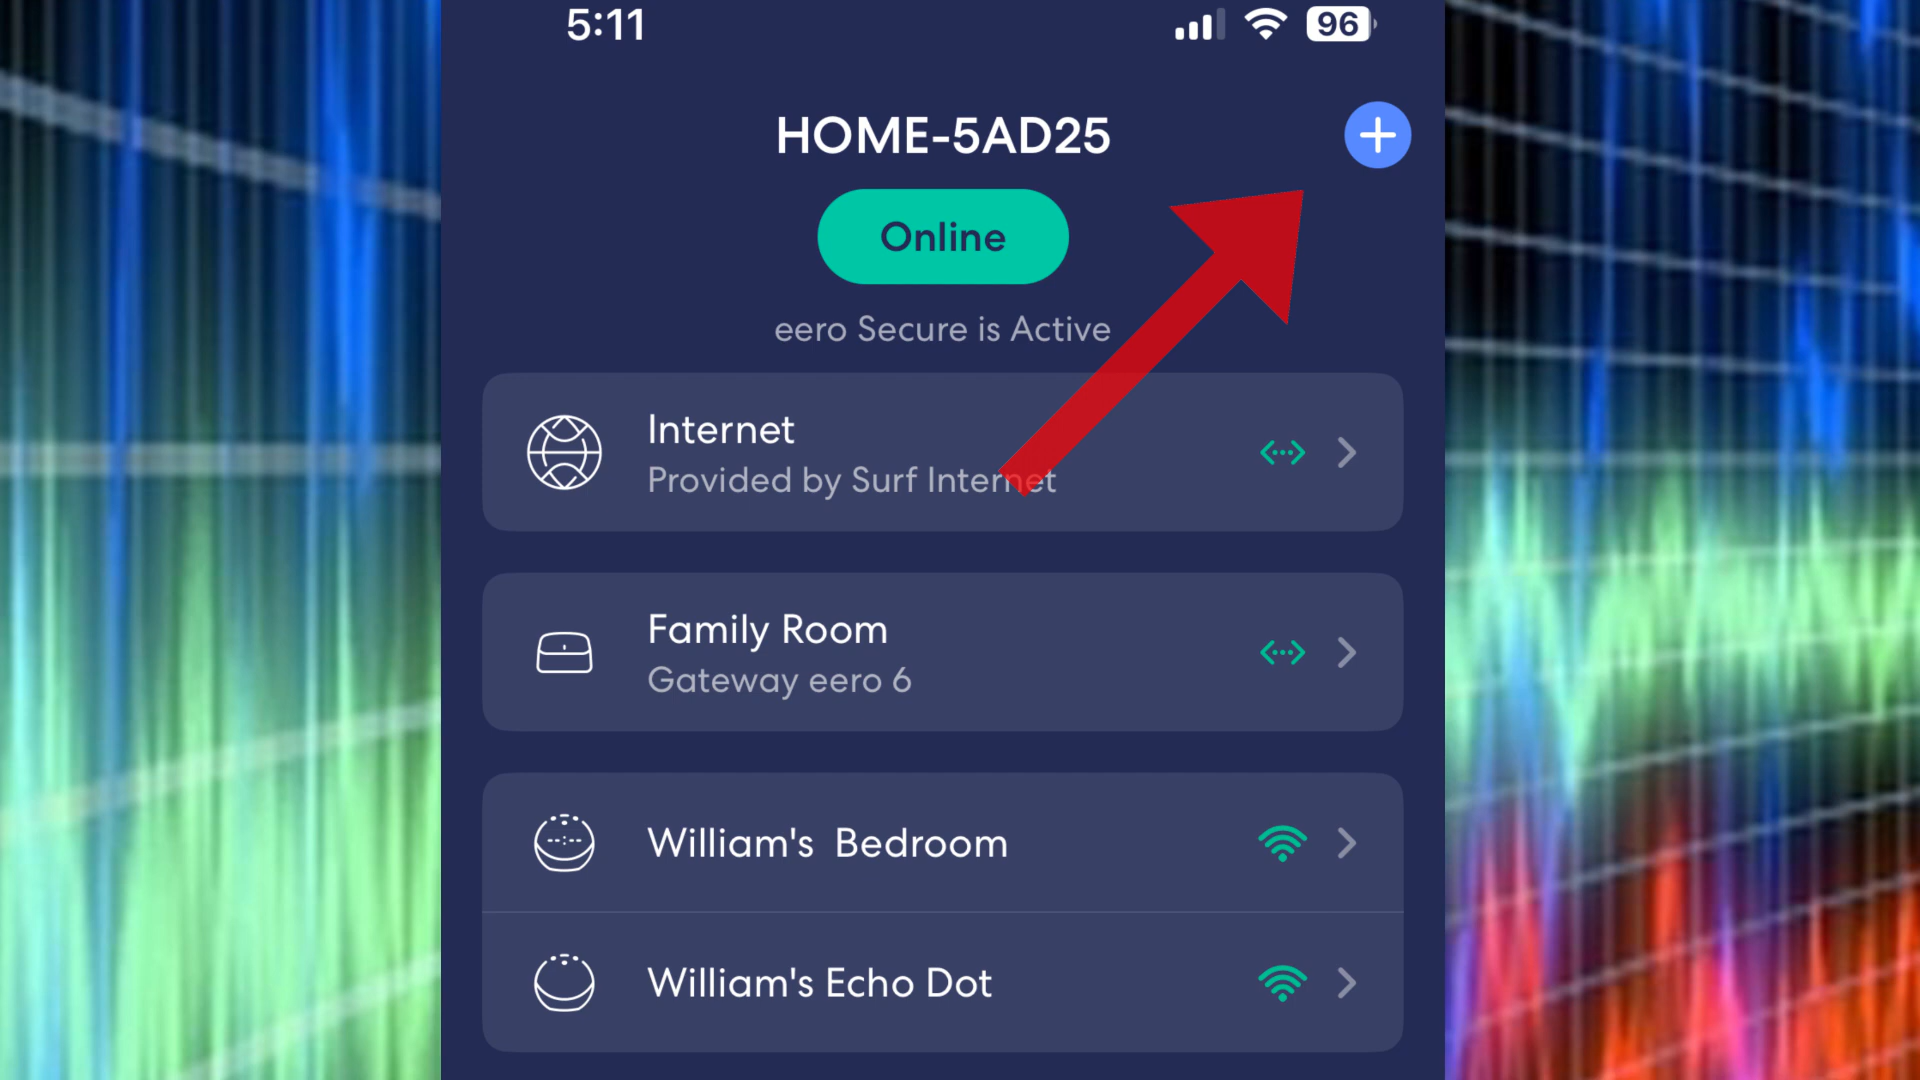 5:11
96
HOME-5AD25
Online
eero Secure is Active
Internet
Provided by Surf Internet
Family Room
Gateway eero 6
William's  Bedroom
William's Echo Dot